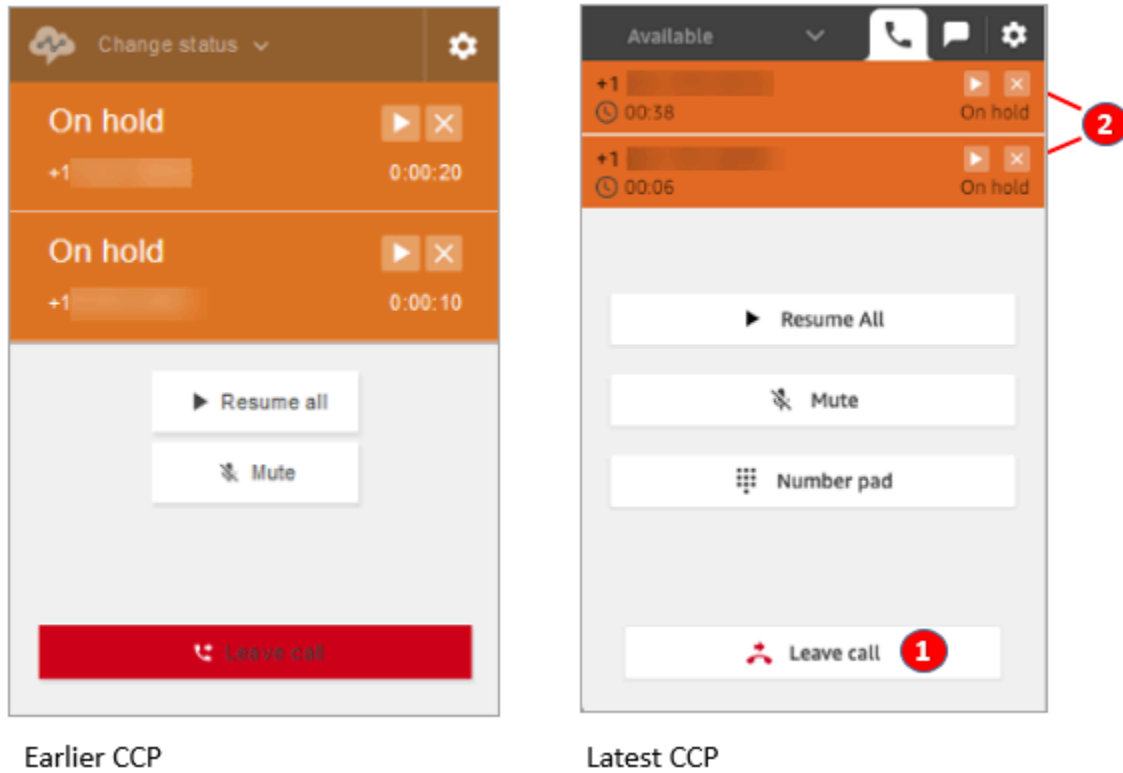 Change status
On hold
+1
0:00:20
On hold
+1
0:00:10
Resume all
Mute
Leave call
Earlier CCP
Available
+1
00:38
On hold
+1
00:06
On hold
2
Resume All
Mute
Number pad
Leave call
1
Latest CCP